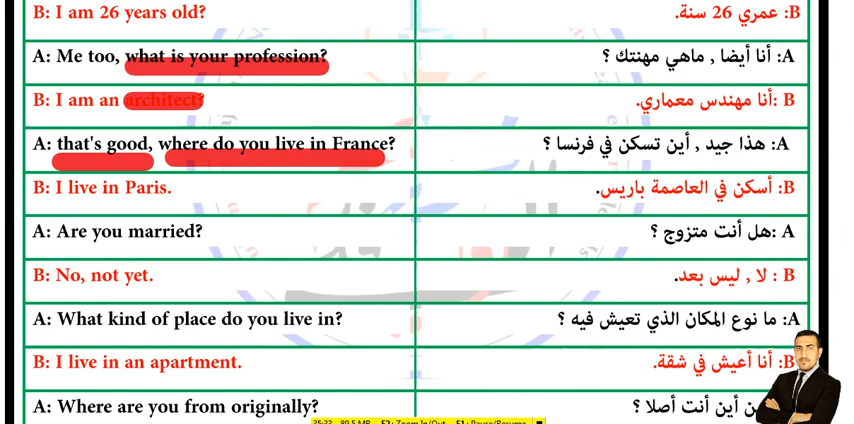 B: I am 26 years old?
B: عمري 26 سنة.
A: Me too, what is your profession?
A: أنا أيضا , ماهي مهنتك ؟
B: I am an architect?
B :أنا مهندس معماري.
A: that's good, where do you live in France?
A: هذا جيد , أين تسكن في فرنسا ؟
B: I live in Paris.
B: أسكن في العاصمة باريس.
A: Are you married?
A :هل أنت متزوج ؟
B: No, not yet.
B : لا , ليس بعد.
A: What kind of place do you live in?
A: ما نوع المكان الذي تعيش فيه ؟
B: I live in an apartment.
B: أنا أعيش في شقة.
A: Where are you from originally?
أين أنت أصلا ؟